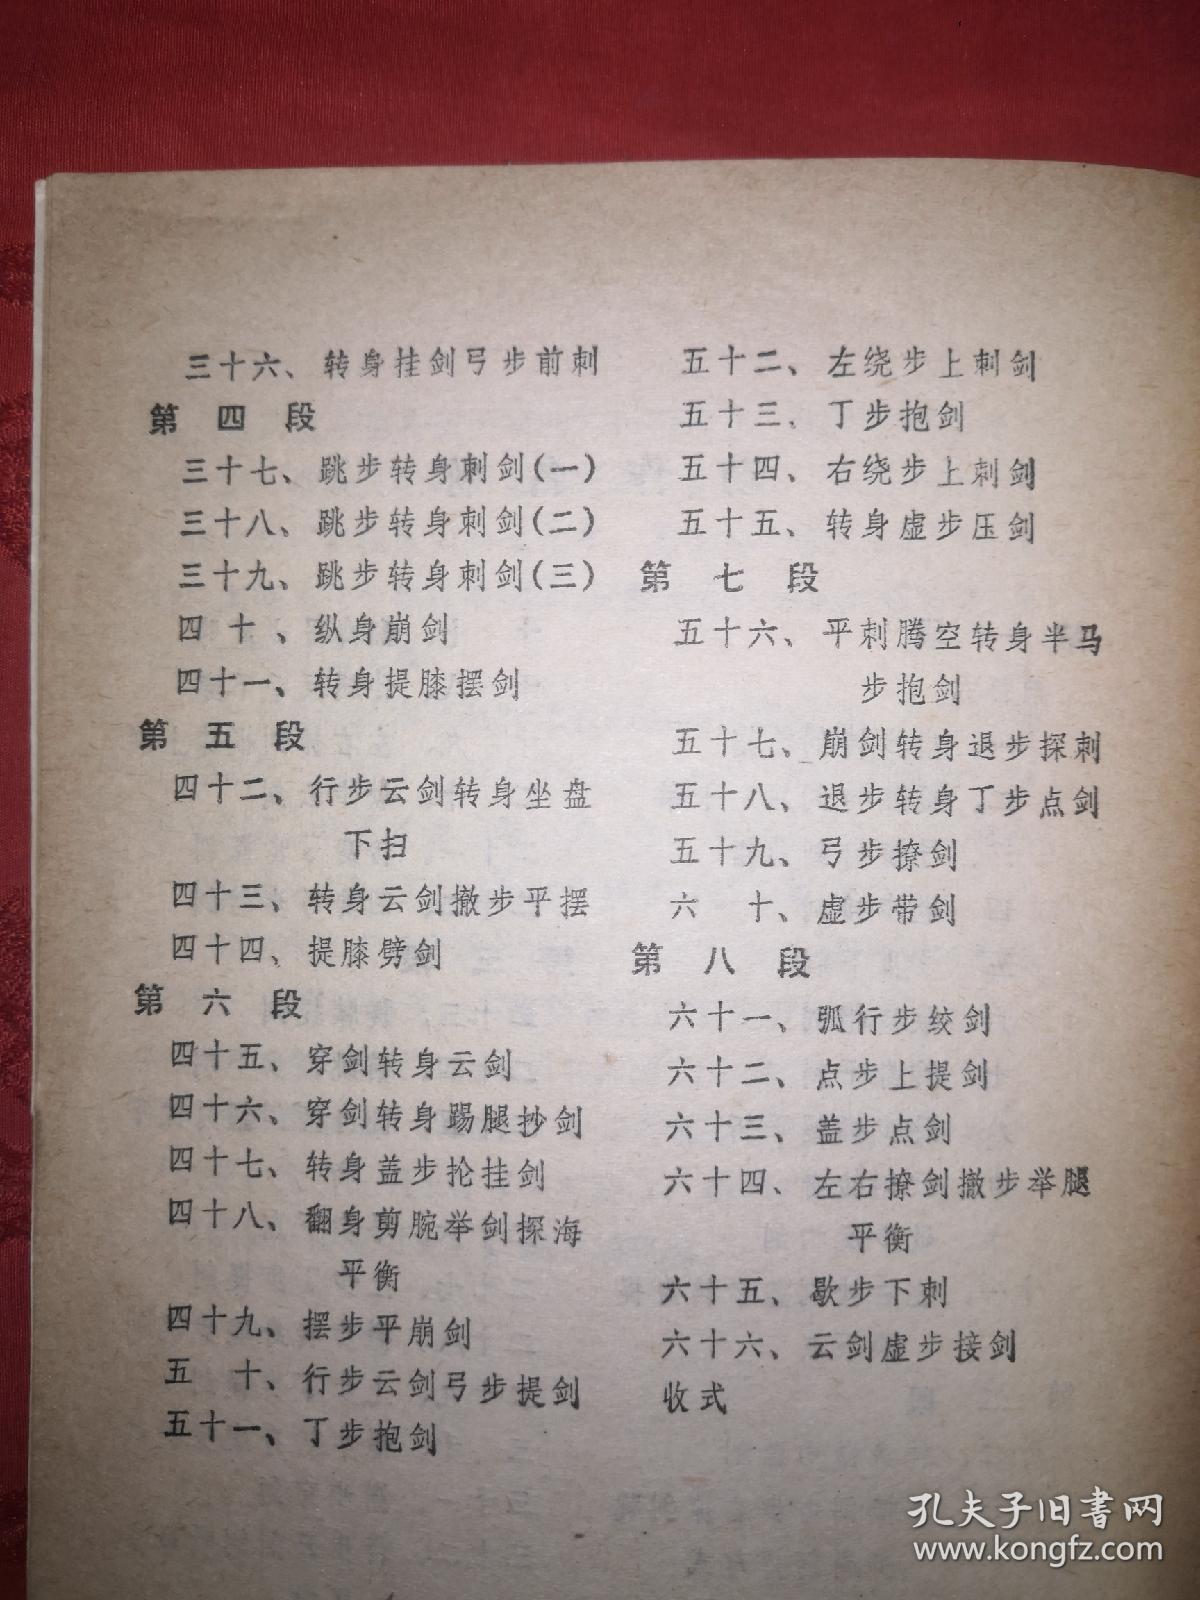 三十六、转身挂剑弓步前刺
第四段
三十七、跳步转身刺剑(一)
三十八、跳步转身刺剑(二)
三十九、跳步转身刺剑(三)
四十、纵身崩剑
四十一、转身提膝摆剑
第五段
四十二、行步云剑转身坐盘
下扫
四十三、转身云剑撤步平摆
四十四、提膝劈剑
第六段
四十五、穿剑转身云剑
四十六、穿剑转身踢腿抄剑
四十七、转身盖步抡挂剑
四十八、翻身剪腕举剑探海
平衡
四十九、摆步平崩剑
五十、行步云剑弓步提剑
五十一、丁步抱剑
五十二、左绕步上刺剑
五十三、丁步抱剑
五十四、右绕步上刺剑
五十五、转身虚步压剑
第七段
五十六、平刺腾空转身半马
步抱剑
五十七、崩剑转身退步探刺
五十八、退步转身丁步点剑
五十九、弓步撩剑
六十、虚步带剑
第八段
六十一、弧行步绞剑
六十二、点步上提剑
六十三、盖步点剑
六十四、左右撩剑撤步举腿
平衡
六十五、歇步下刺
六十六、云剑虚步接剑
收式
孔夫子旧书网
www.kongfz.com